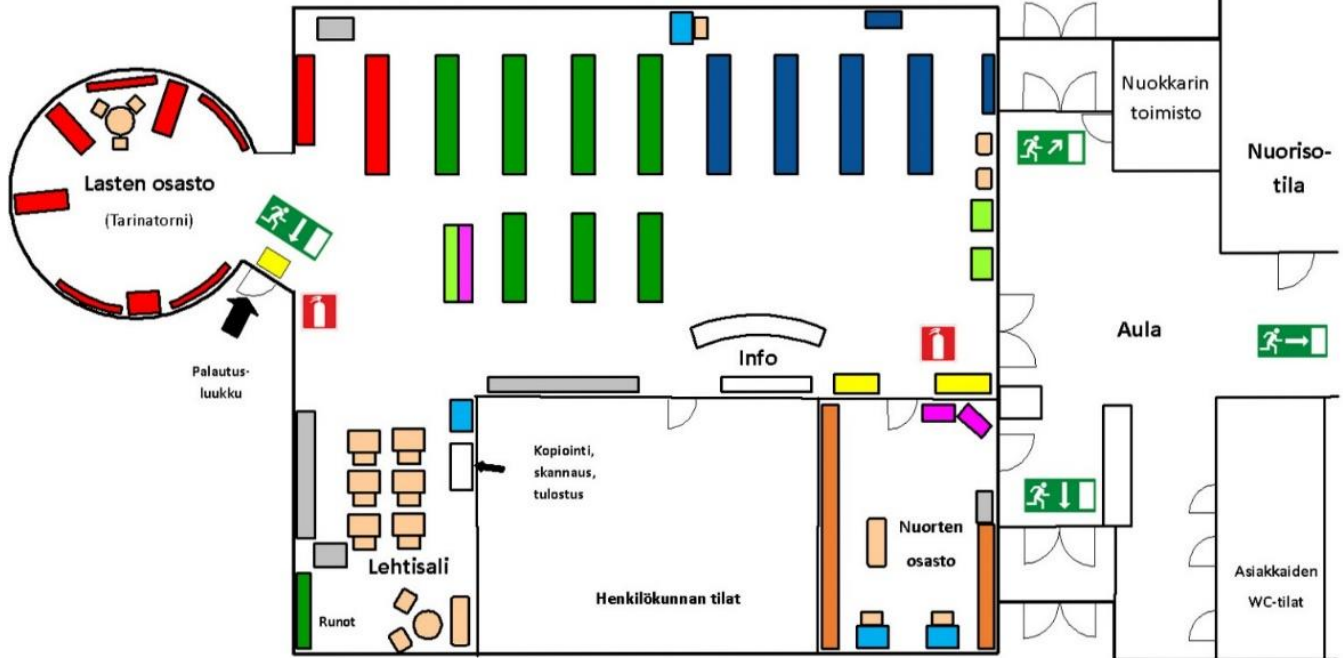 Nuokkarin
toimisto
Nuoriso-
tila
Lasten osasto
(Tarinatorni)
Aula
Info
Palautus-
luukku
Kopiointi,
skannaus,
tulostus
Nuorten
osasto
Lehtisali
Asiakkaiden
WC-tilat
Henkilökunnan tilat
Runot